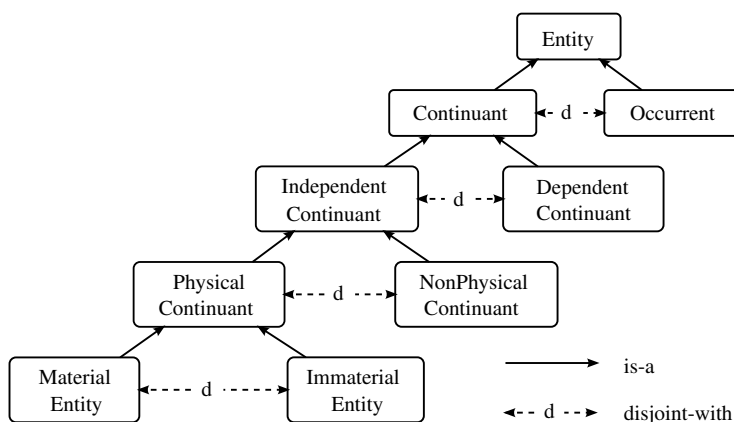 Entity
Continuant
d
Occurrent
Independent
Continuant
d
Dependent
Continuant
Physical
Continuant
d
NonPhysical
Continuant
Material
Entity
d
Immaterial
Entity
is-a
d
disjoint-with